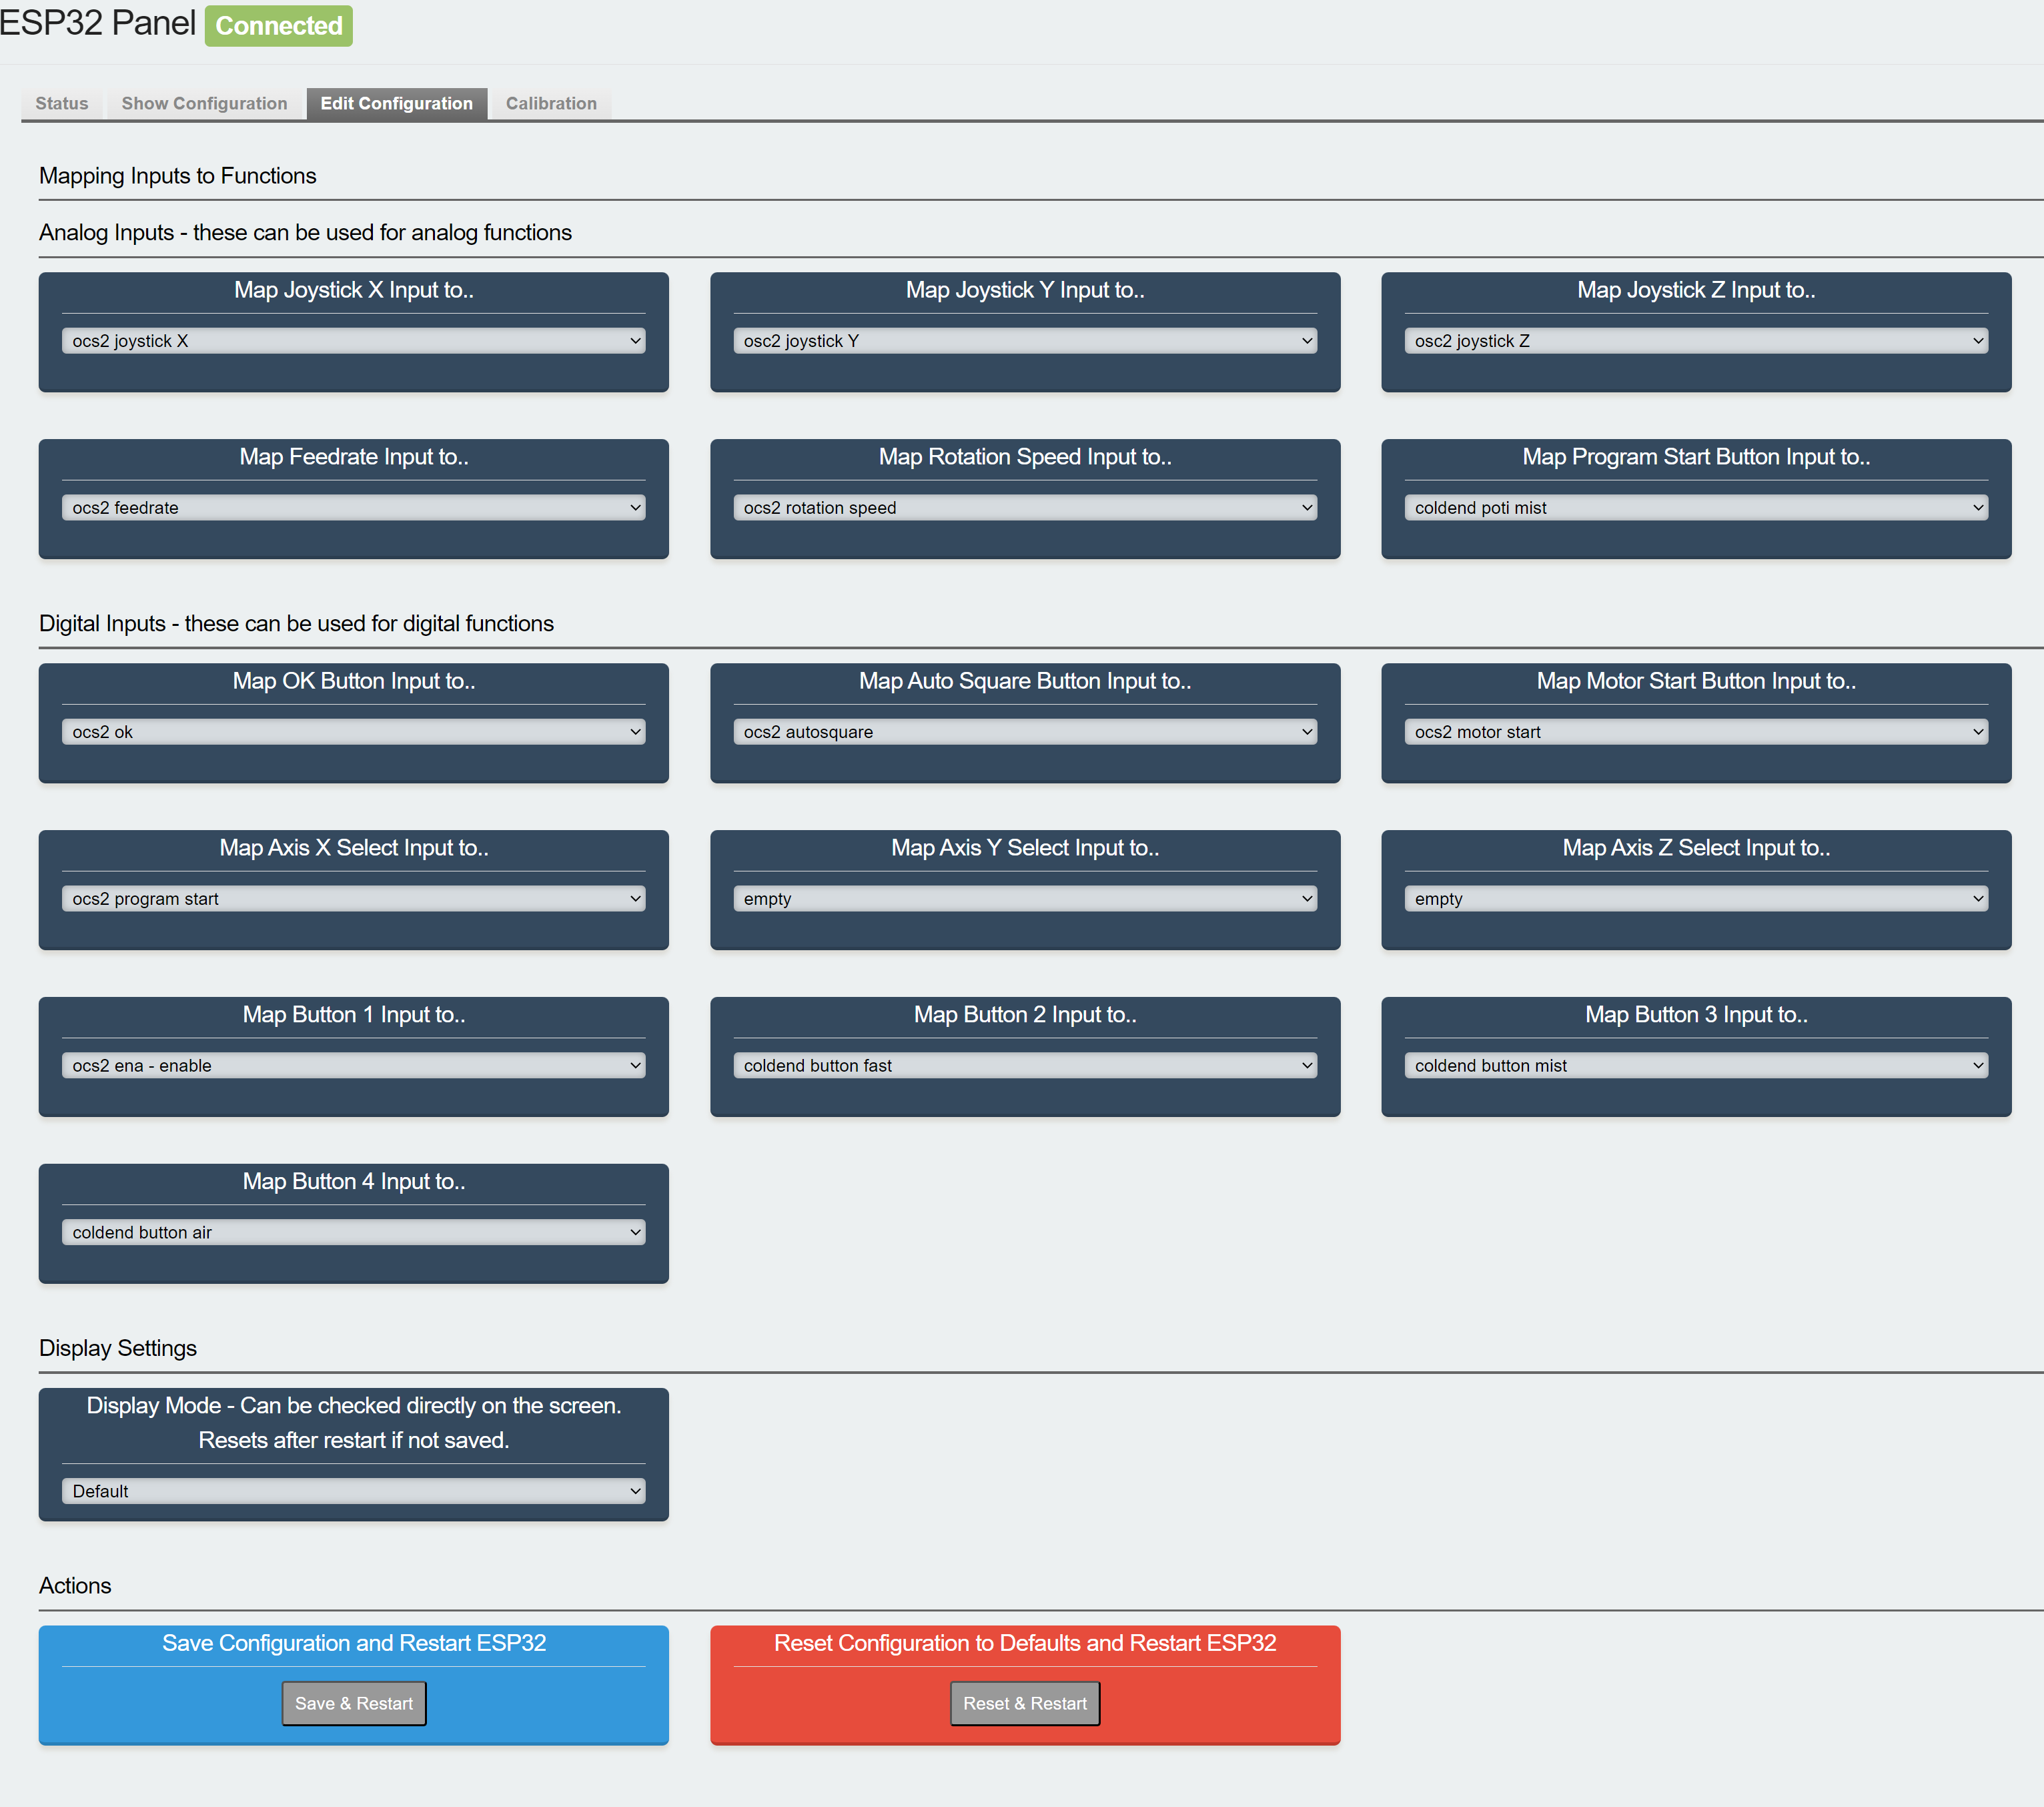 ESP32 Panel Connected
Status Show Configuration Edit Configuration Calibration
Mapping Inputs to Functions
Analog Inputs - these can be used for analog functions
Map Joystick X Input to..
ocs2 joystick X
Map Joystick Y Input to..
osc2 joystick Y
Map Joystick Z Input to..
osc2 joystick Z
Map Feedrate Input to..
ocs2 feedrate
Map Rotation Speed Input to..
ocs2 rotation speed
Map Program Start Button Input to..
coldend poti mist
Digital Inputs - these can be used for digital functions
Map OK Button Input to..
ocs2 ok
Map Auto Square Button Input to..
ocs2 autosquare
Map Motor Start Button Input to..
ocs2 motor start
Map Axis X Select Input to..
ocs2 program start
Map Axis Y Select Input to..
empty
Map Axis Z Select Input to..
empty
Map Button 1 Input to..
ocs2 ena - enable
Map Button 2 Input to..
coldend button fast
Map Button 3 Input to..
coldend button mist
Map Button 4 Input to..
coldend button air
Display Settings
Display Mode - Can be checked directly on the screen.
Resets after restart if not saved.
Default
Actions
Save Configuration and Restart ESP32
Save & Restart
Reset Configuration to Defaults and Restart ESP32
Reset & Restart